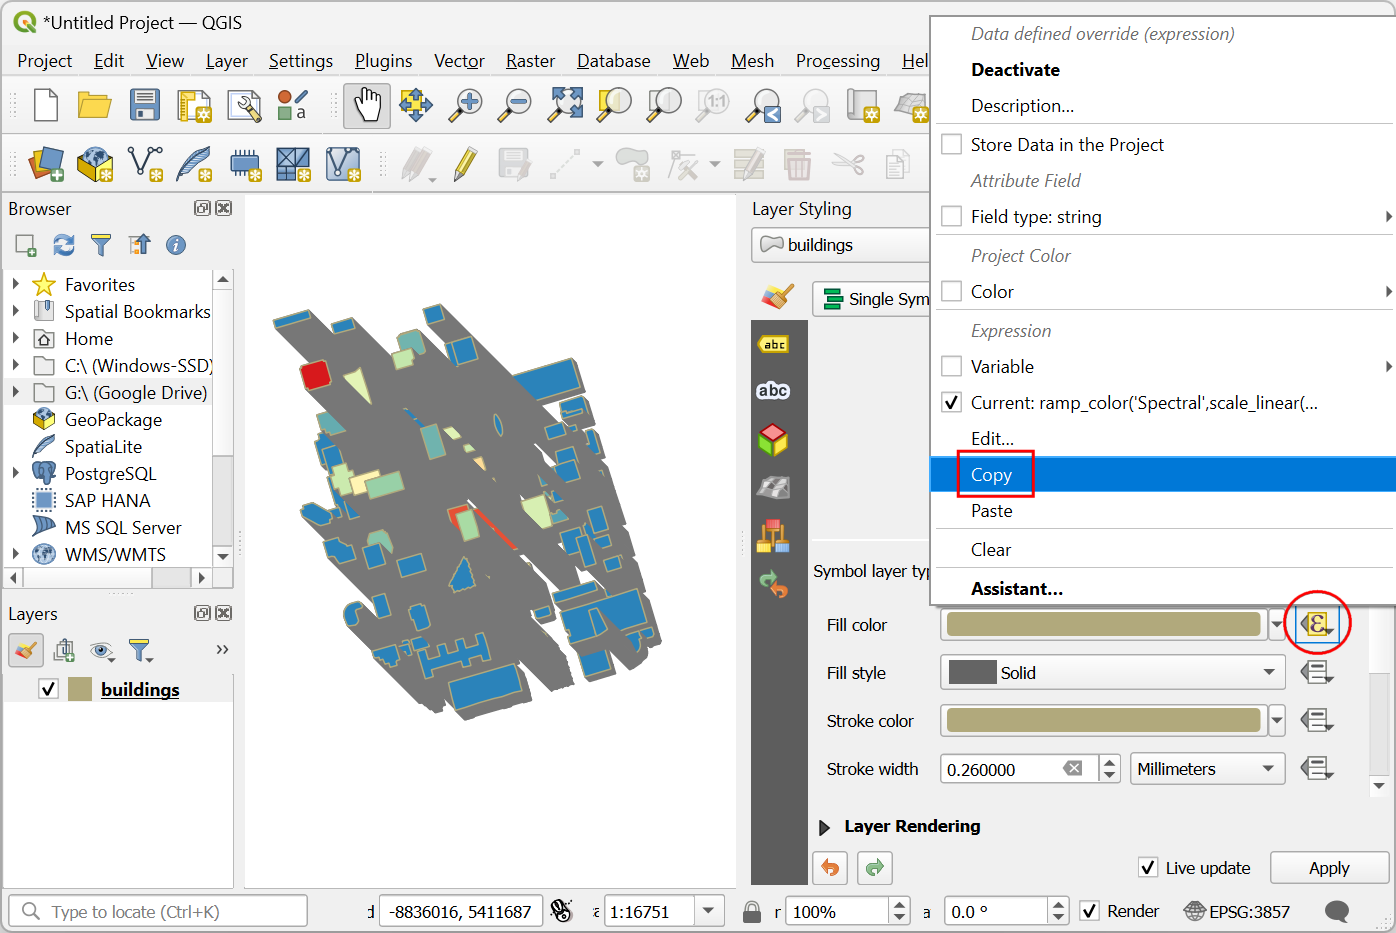 *Untitled Project — QGIS
Project Edit View Layer Settings Plugins Vector Raster Database Web Mesh Processing Hel
a
1:1
Browser
Favorites
Spatial Bookmarks
Home
C:\ (Windows-SSD)
G:\ (Google Drive)
GeoPackage
SpatiaLite
PostgreSQL
SAP HANA
MS SQL Server
WMS/WMTS
Layers
»
buildings
Layer Styling
buildings
Single Sym
abc
abc
Symbol layer typ
Data defined override (expression)
Deactivate
Description...
Store Data in the Project
Attribute Field
Field type: string
Project Color
Color
Expression
Variable
Current: ramp_color('Spectral',scale_linear(...
Edit...
Copy
Paste
Clear
Assistant...
Fill color
ε
Fill style
Solid
Stroke color
Stroke width
0.260000
Millimeters
Layer Rendering
Live update
Apply
Type to locate (Ctrl+K)
d
-8836016, 5411687
1:16751
r
100%
a
0.0 °
Render
EPSG:3857